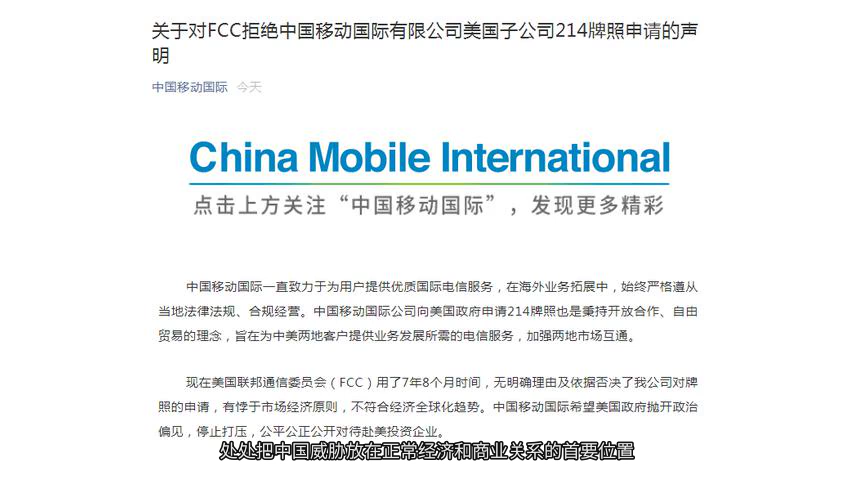 关于对FCC拒绝中国移动国际有限公司美国子公司214牌照申请的声
明
中国移动国际 今天
China Mobile International
点击上方关注“中国移动国际”，发现更多精彩
中国移动国际一直致力于为用户提供优质国际电信服务，在海外业务拓展中，始终严格遵从
当地法律法规、合规经营。中国移动国际公司向美国政府申请214牌照也是秉持开放合作、自由
贸易的理念，旨在为中美两地客户提供业务发展所需的电信服务，加强两地市场互通。
现在美国联邦通信委员会（FCC）用了7年8个月时间，无明确理由及依据否决了我公司对牌
照的申请，有悖于市场经济原则，不符合经济全球化趋势。中国移动国际希望美国政府抛开政治
偏见，停止打压，公平公正公开对待赴美投资企业。
处处把中国威胁放在正常经济和商业关系的首要位置